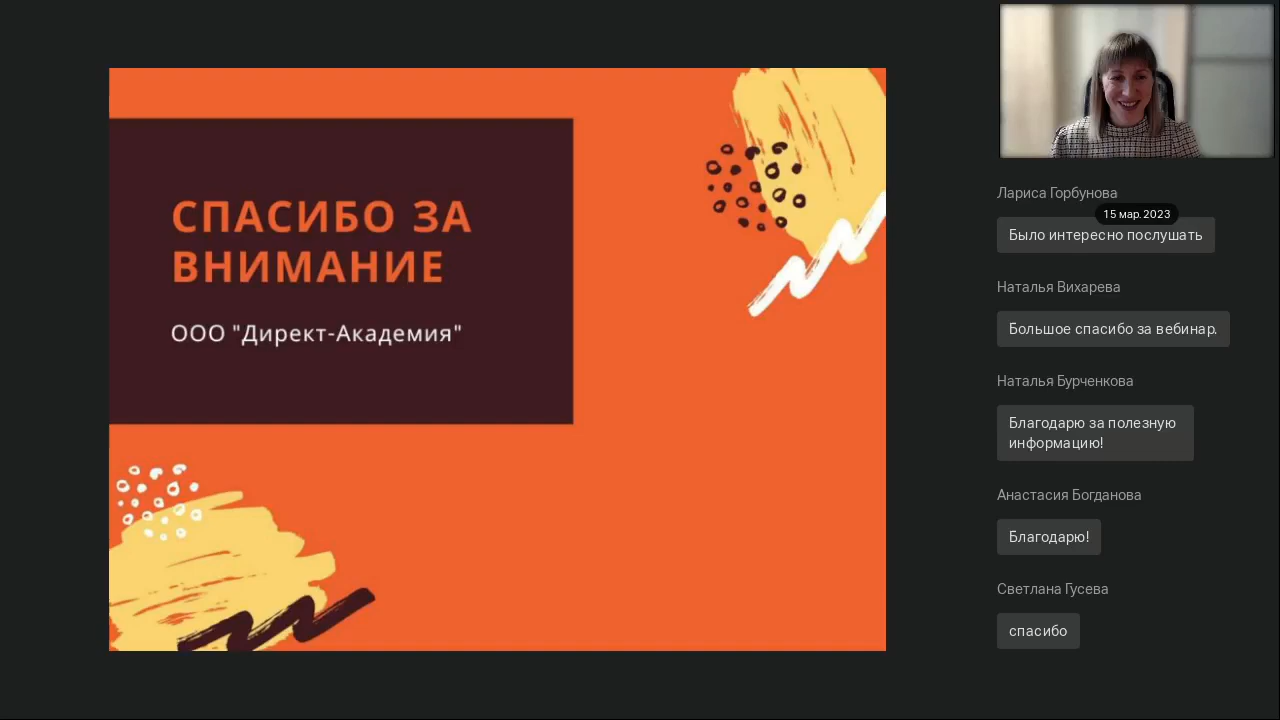 СПАСИБО ЗА
ВНИМАНИЕ
ООО "Директ-Академия"
Лариса Горбунова
15 мар. 2023
Было интересно послушать
Наталья Вихарева
Большое спасибо за вебинар.
Наталья Бурченкова
Благодарю за полезную
информацию!
Анастасия Богданова
Благодарю!
Светлана Гусева
спасибо